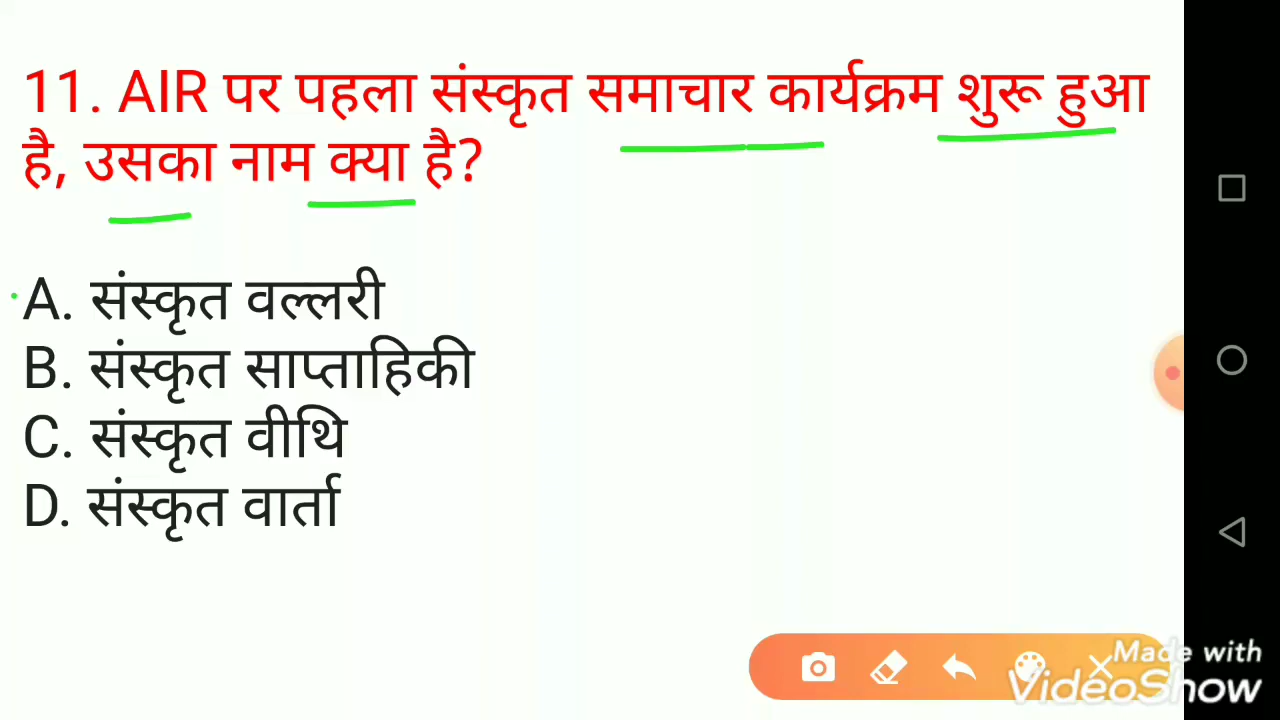 11. AIR पर पहला संस्कृत समाचार कार्यक्रम शुरू हुआ
है, उसका नाम क्या है?
A. संस्कृत वल्लरी
B. संस्कृत साप्ताहिकी
C. संस्कृत वीथि
D. संस्कृत वार्ता
Made with
VideoShow